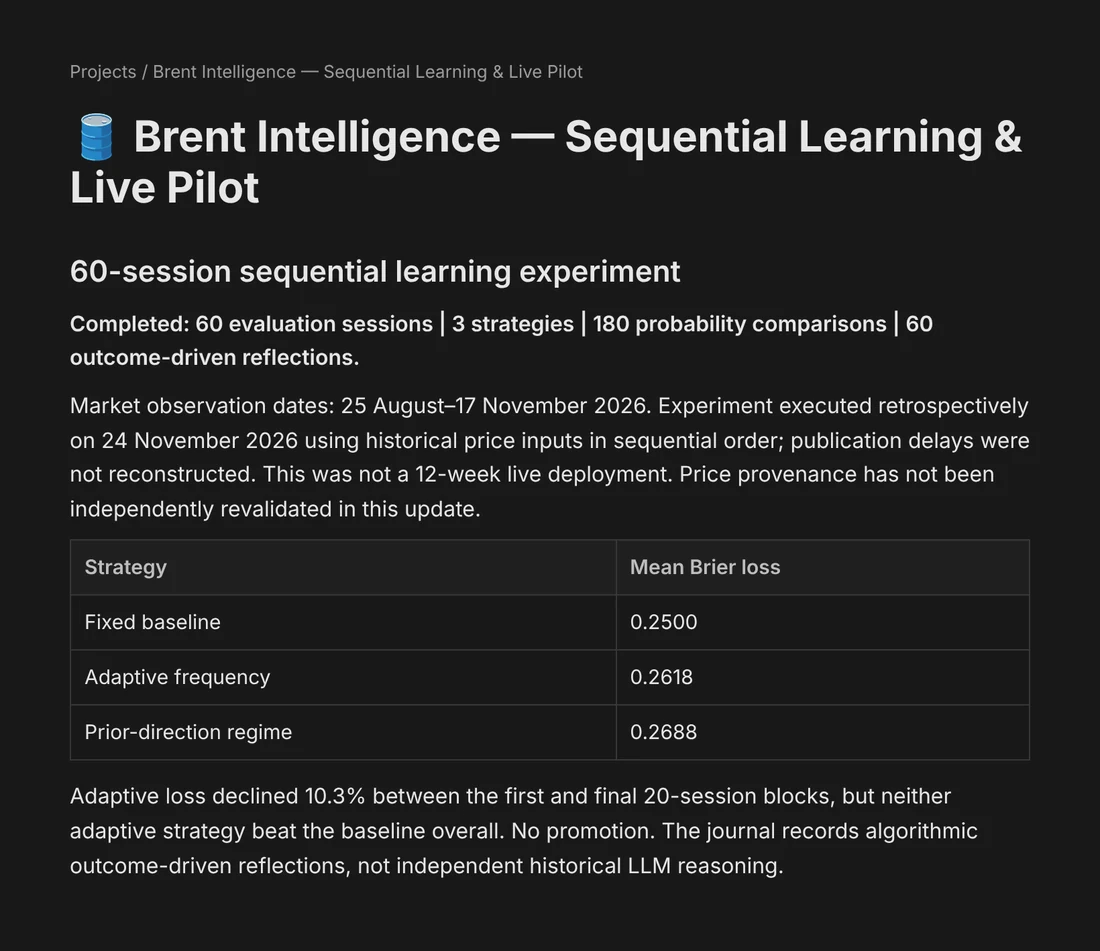 Projects / Brent Intelligence — Sequential Learning & Live Pilot
🛢️ Brent Intelligence — Sequential Learning &
Live Pilot
60-session sequential learning experiment
Completed: 60 evaluation sessions | 3 strategies | 180 probability comparisons | 60
outcome-driven reflections.
Market observation dates: 25 August–17 November 2026. Experiment executed retrospectively
on 24 November 2026 using historical price inputs in sequential order; publication delays were
not reconstructed. This was not a 12-week live deployment. Price provenance has not been
independently revalidated in this update.
Strategy Mean Brier loss
Fixed baseline 0.2500
Adaptive frequency 0.2618
Prior-direction regime 0.2688
Adaptive loss declined 10.3% between the first and final 20-session blocks, but neither
adaptive strategy beat the baseline overall. No promotion. The journal records algorithmic
outcome-driven reflections, not independent historical LLM reasoning.